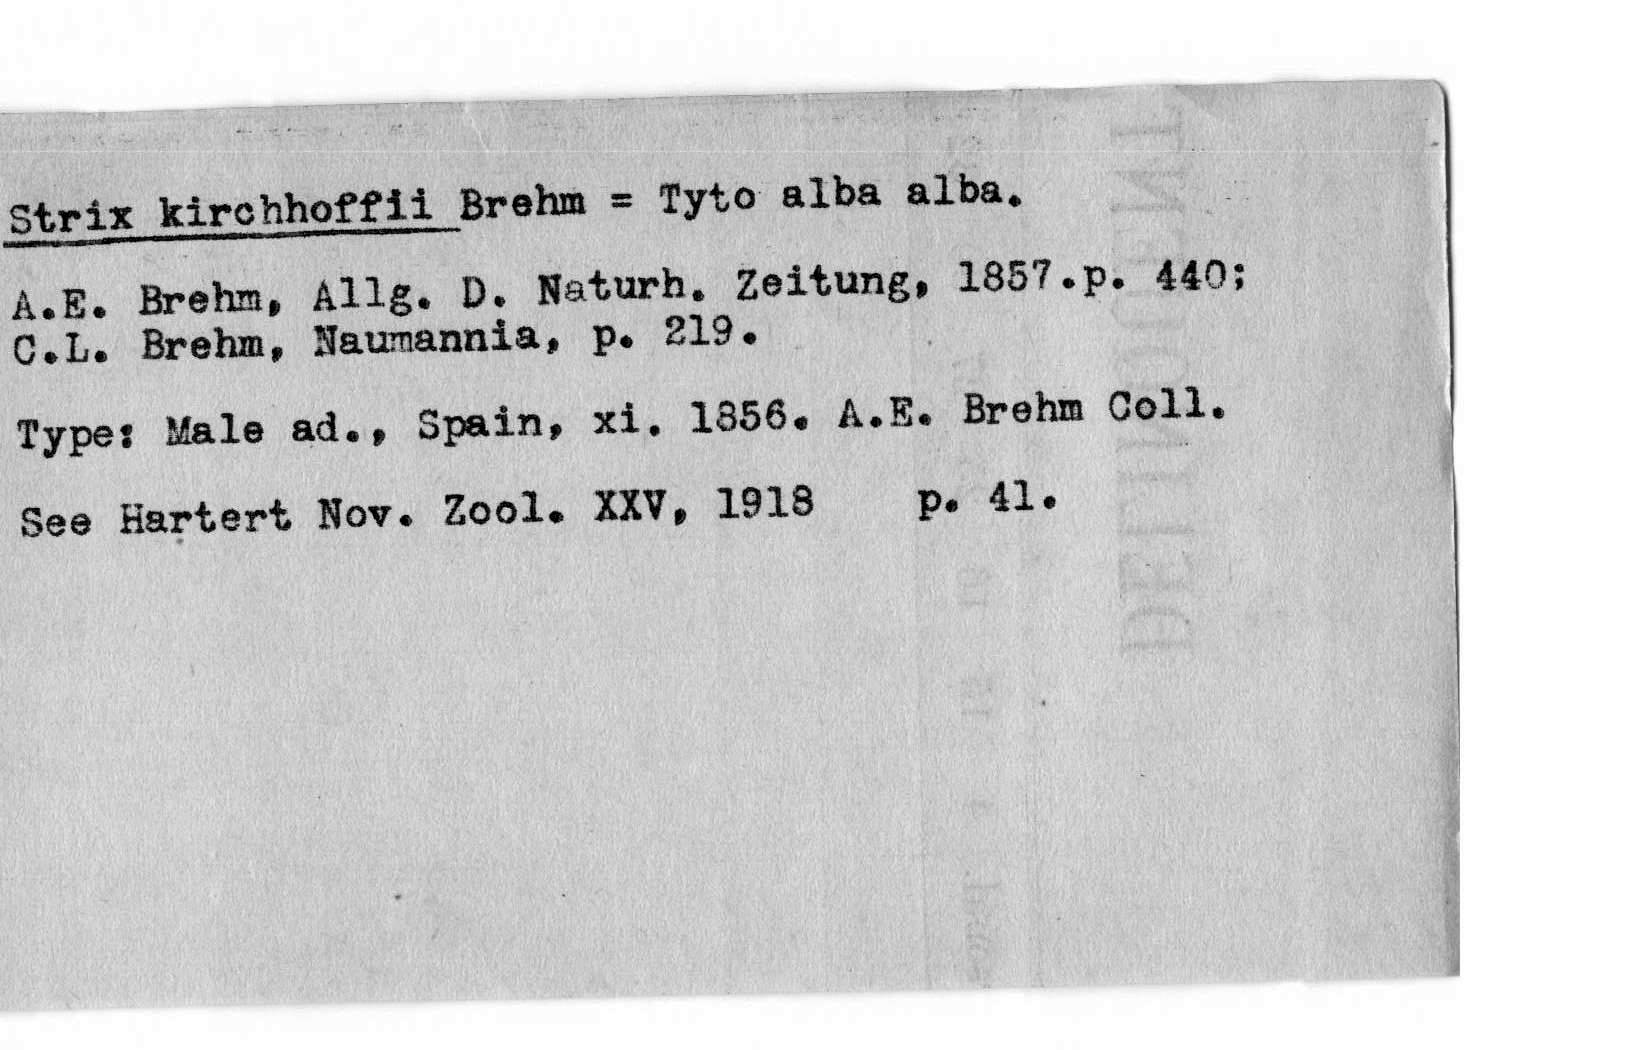 Strix kirchhoffii Brehm = Tyto alba alba.
A.E. Brehm, Allg. D. Naturh. Zeitung, 1857.p. 440;
C.L. Brehm, Naumannia, p. 219.
Type: Male ad., Spain, xi. 1856. A.E. Brehm Coll.
See Hartert Nov. Zool. XXV, 1918 p. 41.